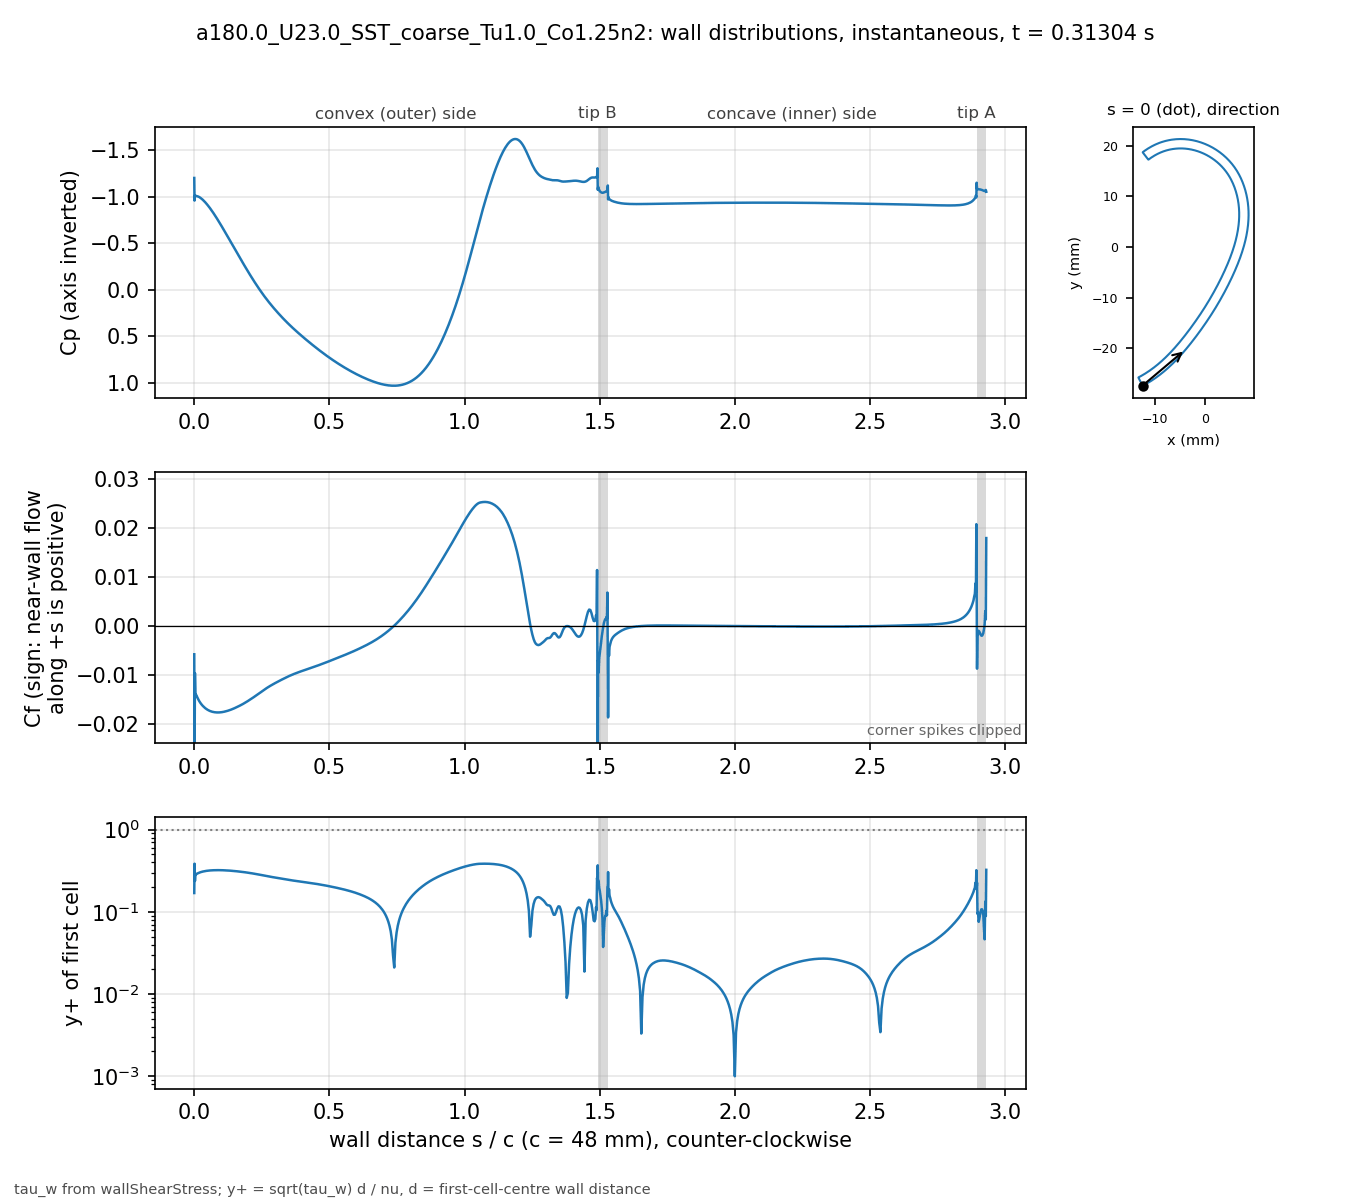 a180.0_U23.0_SST_coarse_Tu1.0_Co1.25n2: wall distributions, instantaneous, t = 0.31304 s
convex (outer) side
tip B
concave (inner) side
tip A
s = 0 (dot), direction
Cp (axis inverted)
−1.5
−1.0
−0.5
0.0
0.5
1.0
0.0 0.5 1.0 1.5 2.0 2.5 3.0
y (mm)
20
10
0
−10
−20
−10 0
x (mm)
Cf (sign: near-wall flow
along +s is positive)
0.03
0.02
0.01
0.00
−0.01
−0.02
corner spikes clipped
0.0 0.5 1.0 1.5 2.0 2.5 3.0
y+ of first cell
10⁰
10⁻¹
10⁻²
10⁻³
0.0 0.5 1.0 1.5 2.0 2.5 3.0
wall distance s / c (c = 48 mm), counter-clockwise
tau_w from wallShearStress; y+ = sqrt(tau_w) d / nu, d = first-cell-centre wall distance